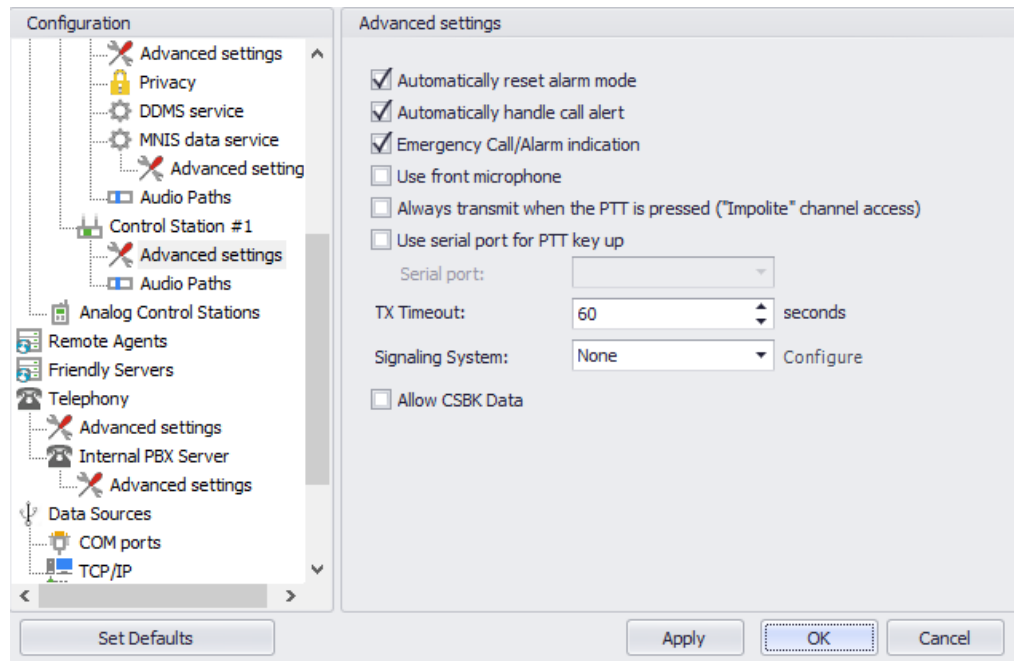 Configuration
Advanced settings
Privacy
DDMS service
MNIS data service
Advanced setting
Audio Paths
Control Station #1
Advanced settings
Audio Paths
Analog Control Stations
Remote Agents
Friendly Servers
Telephony
Advanced settings
Internal PBX Server
Advanced settings
Data Sources
COM ports
TCP/IP
Advanced settings
Automatically reset alarm mode
Automatically handle call alert
Emergency Call/Alarm indication
Use front microphone
Always transmit when the PTT is pressed ("Impolite" channel access)
Use serial port for PTT key up
Serial port:
TX Timeout: 60 seconds
Signaling System: None Configure
Allow CSBK Data
Set Defaults Apply OK Cancel